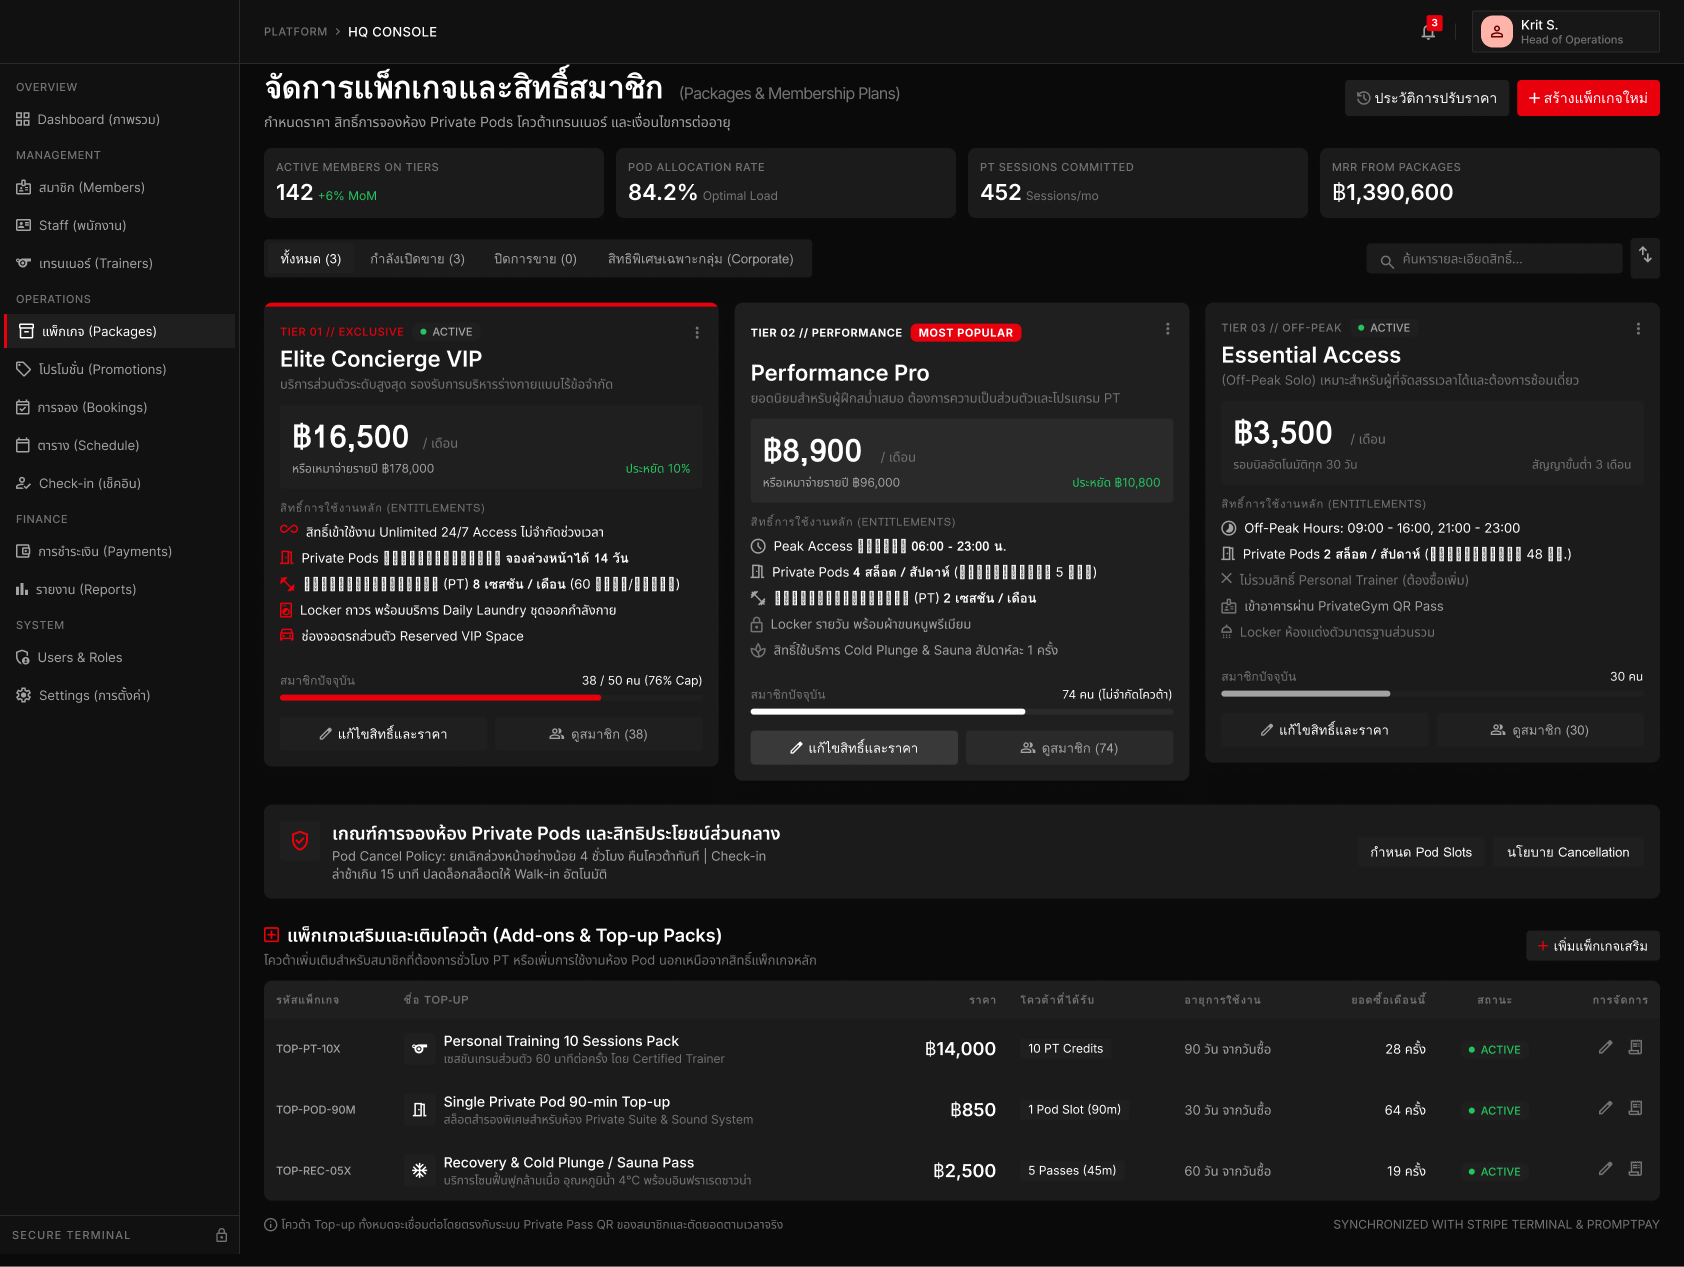 PLATFORM > HQ CONSOLE
3
Krit S.
Head of Operations
OVERVIEW
Dashboard (ภาพรวม)
MANAGEMENT
สมาชิก (Members)
Staff (พนักงาน)
เทรนเนอร์ (Trainers)
OPERATIONS
แพ็กเกจ (Packages)
โปรโมชั่น (Promotions)
การจอง (Bookings)
ตาราง (Schedule)
Check-in (เช็คอิน)
FINANCE
การชำระเงิน (Payments)
รายงาน (Reports)
SYSTEM
Users & Roles
Settings (การตั้งค่า)
SECURE TERMINAL
จัดการแพ็กเกจและสิทธิ์สมาชิก (Packages & Membership Plans)
กำหนดราคา สิทธิ์การจองห้อง Private Pods โควต้าเทรนเนอร์ และเงื่อนไขการต่ออายุ
ประวัติการปรับราคา
+ สร้างแพ็กเกจใหม่
ACTIVE MEMBERS ON TIERS
142 +6% MoM
POD ALLOCATION RATE
84.2% Optimal Load
PT SESSIONS COMMITTED
452 Sessions/mo
MRR FROM PACKAGES
฿1,390,600
ทั้งหมด (3)
กำลังเปิดขาย (3)
ปิดการขาย (0)
สิทธิพิเศษเฉพาะกลุ่ม (Corporate)
ค้นหารายละเอียดสิทธิ์...
TIER 01 // EXCLUSIVE
ACTIVE
Elite Concierge VIP
บริการส่วนตัวระดับสูงสุด รองรับการบริหารร่างกายแบบไร้ข้อจำกัด
฿16,500 / เดือน
หรือเหมาจ่ายรายปี ฿178,000
ประหยัด 10%
สิทธิ์การใช้งานหลัก (ENTITLEMENTS)
สิทธิ์เข้าใช้งาน Unlimited 24/7 Access ไม่จำกัดช่วงเวลา
Private Pods จองล่วงหน้าได้ 14 วัน
(PT) 8 เซสชัน / เดือน (60 / )
Locker ถาวร พร้อมบริการ Daily Laundry ชุดออกกำลังกาย
ช่องจอดรถส่วนตัว Reserved VIP Space
สมาชิกปัจจุบัน
38 / 50 คน (76% Cap)
แก้ไขสิทธิ์และราคา
ดูสมาชิก (38)
TIER 02 // PERFORMANCE
MOST POPULAR
Performance Pro
ยอดนิยมสำหรับผู้ฝึกสม่ำเสมอ ต้องการความเป็นส่วนตัวและโปรแกรม PT
฿8,900 / เดือน
หรือเหมาจ่ายรายปี ฿96,000
ประหยัด ฿10,800
สิทธิ์การใช้งานหลัก (ENTITLEMENTS)
Peak Access 06:00 - 23:00 น.
Private Pods 4 สล็อต / สัปดาห์ ( 5 )
(PT) 2 เซสชัน / เดือน
Locker รายวัน พร้อมผ้าขนหนูพรีเมียม
สิทธิ์ใช้บริการ Cold Plunge & Sauna สัปดาห์ละ 1 ครั้ง
สมาชิกปัจจุบัน
74 คน (ไม่จำกัดโควต้า)
แก้ไขสิทธิ์และราคา
ดูสมาชิก (74)
TIER 03 // OFF-PEAK
ACTIVE
Essential Access
(Off-Peak Solo) เหมาะสำหรับผู้ที่จัดสรรเวลาได้และต้องการซ้อมเดี่ยว
฿3,500 / เดือน
รอบบิลอัตโนมัติทุก 30 วัน
สัญญาขั้นต่ำ 3 เดือน
สิทธิ์การใช้งานหลัก (ENTITLEMENTS)
Off-Peak Hours: 09:00 - 16:00, 21:00 - 23:00
Private Pods 2 สล็อต / สัปดาห์ ( 48 .)
ไม่รวมสิทธิ์ Personal Trainer (ต้องซื้อเพิ่ม)
เข้าอาคารผ่าน PrivateGym QR Pass
Locker ห้องแต่งตัวมาตรฐานส่วนรวม
สมาชิกปัจจุบัน
30 คน
แก้ไขสิทธิ์และราคา
ดูสมาชิก (30)
เกณฑ์การจองห้อง Private Pods และสิทธิประโยชน์ส่วนกลาง
Pod Cancel Policy: ยกเลิกล่วงหน้าอย่างน้อย 4 ชั่วโมง คืนโควต้าทันที | Check-in
ล่าช้าเกิน 15 นาที ปลดล็อกสล็อตให้ Walk-in อัตโนมัติ
กำหนด Pod Slots
นโยบาย Cancellation
แพ็กเกจเสริมและเติมโควต้า (Add-ons & Top-up Packs)
โควต้าเพิ่มเติมสำหรับสมาชิกที่ต้องการชั่วโมง PT หรือเพิ่มการใช้งานห้อง Pod นอกเหนือจากสิทธิ์แพ็กเกจหลัก
+ เพิ่มแพ็กเกจเสริม
รหัสแพ็กเกจ ชื่อ TOP-UP ราคา โควต้าที่ได้รับ อายุการใช้งาน ยอดซื้อเดือนนี้ สถานะ การจัดการ
TOP-PT-10X
Personal Training 10 Sessions Pack
เซสชันเทรนส่วนตัว 60 นาทีต่อครั้ง โดย Certified Trainer
฿14,000 10 PT Credits 90 วัน จากวันซื้อ 28 ครั้ง ACTIVE
TOP-POD-90M
Single Private Pod 90-min Top-up
สล็อตสำรองพิเศษสำหรับห้อง Private Suite & Sound System
฿850 1 Pod Slot (90m) 30 วัน จากวันซื้อ 64 ครั้ง ACTIVE
TOP-REC-05X
Recovery & Cold Plunge / Sauna Pass
บริการโซนฟื้นฟูกล้ามเนื้อ อุณหภูมิน้ำ 4°C พร้อมอินฟราเรดซาวน่า
฿2,500 5 Passes (45m) 60 วัน จากวันซื้อ 19 ครั้ง ACTIVE
โควต้า Top-up ทั้งหมดจะเชื่อมต่อโดยตรงกับระบบ Private Pass QR ของสมาชิกและตัดยอดตามเวลาจริง
SYNCHRONIZED WITH STRIPE TERMINAL & PROMPTPAY